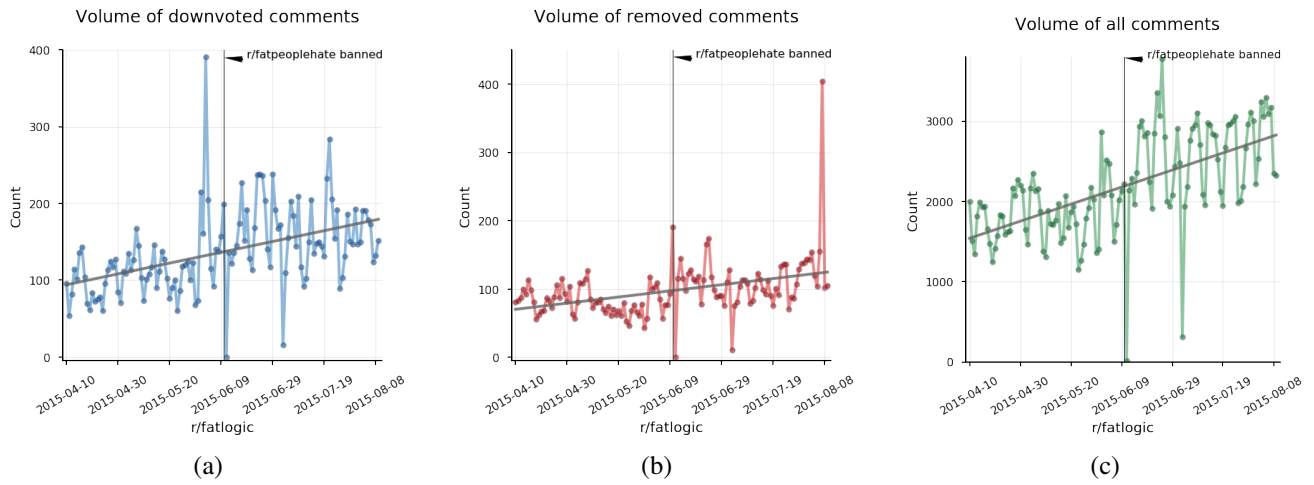 Volume of downvoted comments
400
300
200
100
0
Count
r/fatpeoplehate banned
2015-04-10
2015-04-30
2015-05-20
2015-06-09
2015-06-29
2015-07-19
2015-08-08
r/fatlogic
(a)
Volume of removed comments
400
300
200
100
0
Count
r/fatpeoplehate banned
2015-04-10
2015-04-30
2015-05-20
2015-06-09
2015-06-29
2015-07-19
2015-08-08
r/fatlogic
(b)
Volume of all comments
3000
2000
1000
0
Count
r/fatpeoplehate banned
2015-04-10
2015-04-30
2015-05-20
2015-06-09
2015-06-29
2015-07-19
2015-08-08
r/fatlogic
(c)